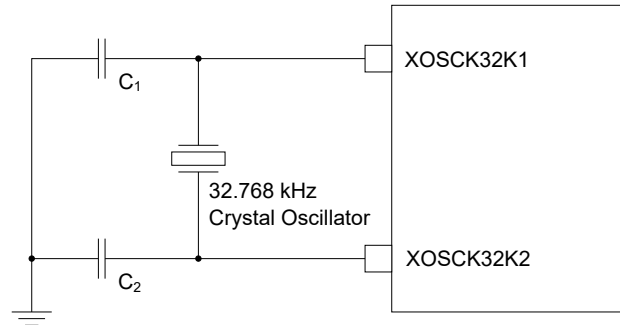 XOSCK32K1
C₁
32.768 kHz
Crystal Oscillator
XOSCK32K2
C₂